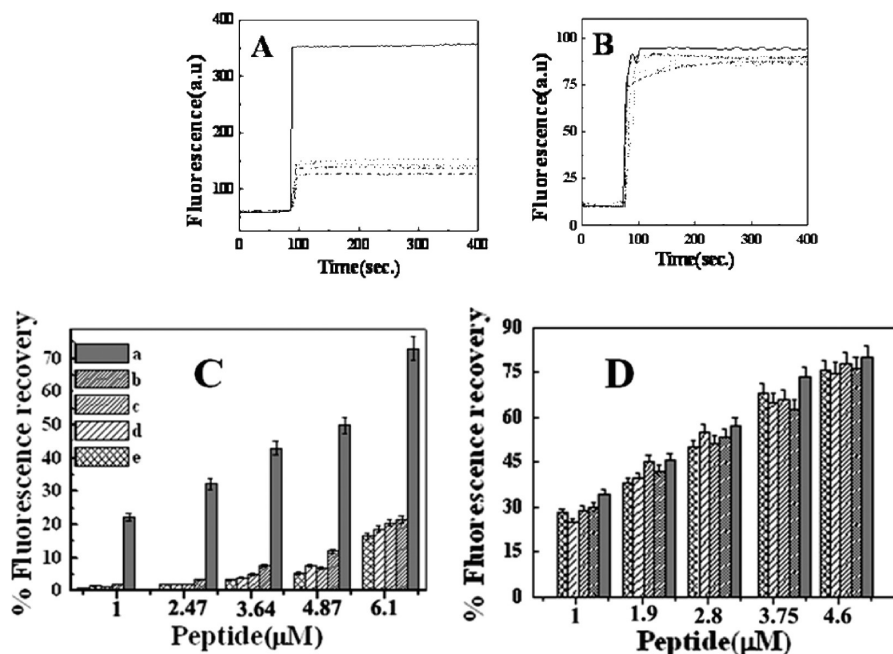 A
Fluorescence(a.u)
400
300
200
100
0
100
200
300
400
Time(sec.)
B
Fluorescence(a.u)
100
75
50
25
0
0
100
200
300
400
Time(sec.)
C
% Fluorescence recovery
70
60
50
40
30
20
10
0
a
b
c
d
e
1
2.47
3.64
4.87
6.1
Peptide(µM)
D
% Fluorescence recovery
90
75
60
45
30
15
0
1
1.9
2.8
3.75
4.6
Peptide(µM)